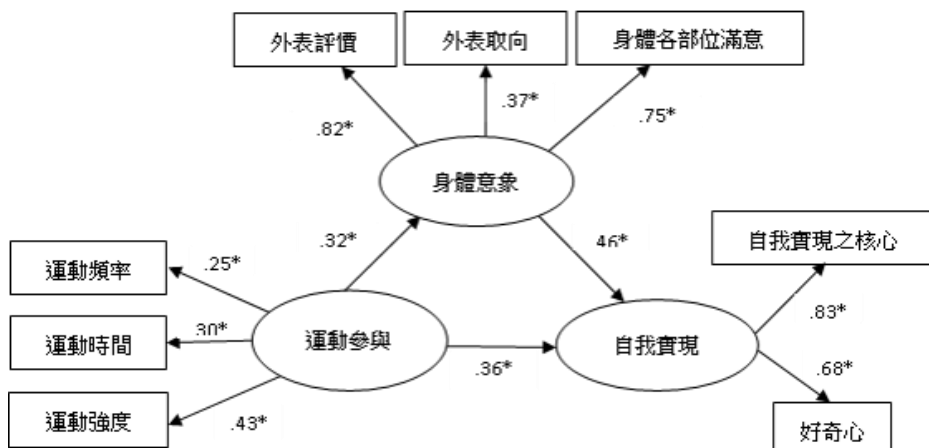 外表評價
外表取向
身體各部位滿意
.82*
.37*
.75*
身體意象
.32*
.46*
自我實現之核心
運動頻率
.25*
.83*
運動時間
.30*
運動參與
自我實現
.36*
.68*
運動強度
.43*
好奇心